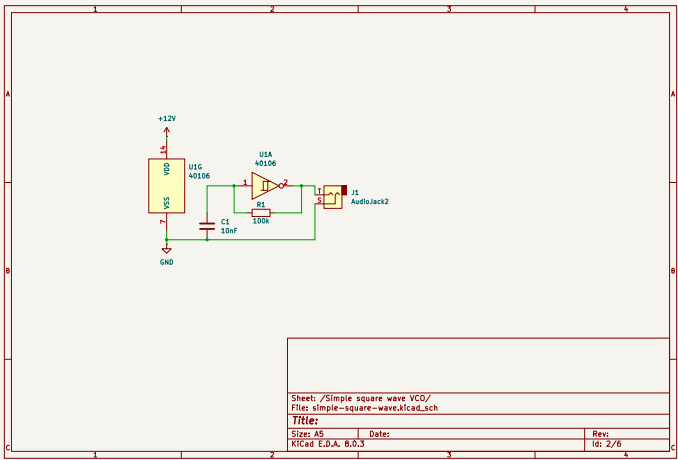 1 2 3 4
A A
+12V
14
VDD
U1G
40106
VSS
7
GND
U1A
40106
1 2
R1
100k
C1
10nF
T
S
J1
AudioJack2
B B
Sheet: /Simple square wave VCO/
File: simple-square-wave.kicad_sch
Title:
Size: A5 Date: Rev:
KiCad E.D.A. 8.0.3 Id: 2/6
C C
1 2 3 4